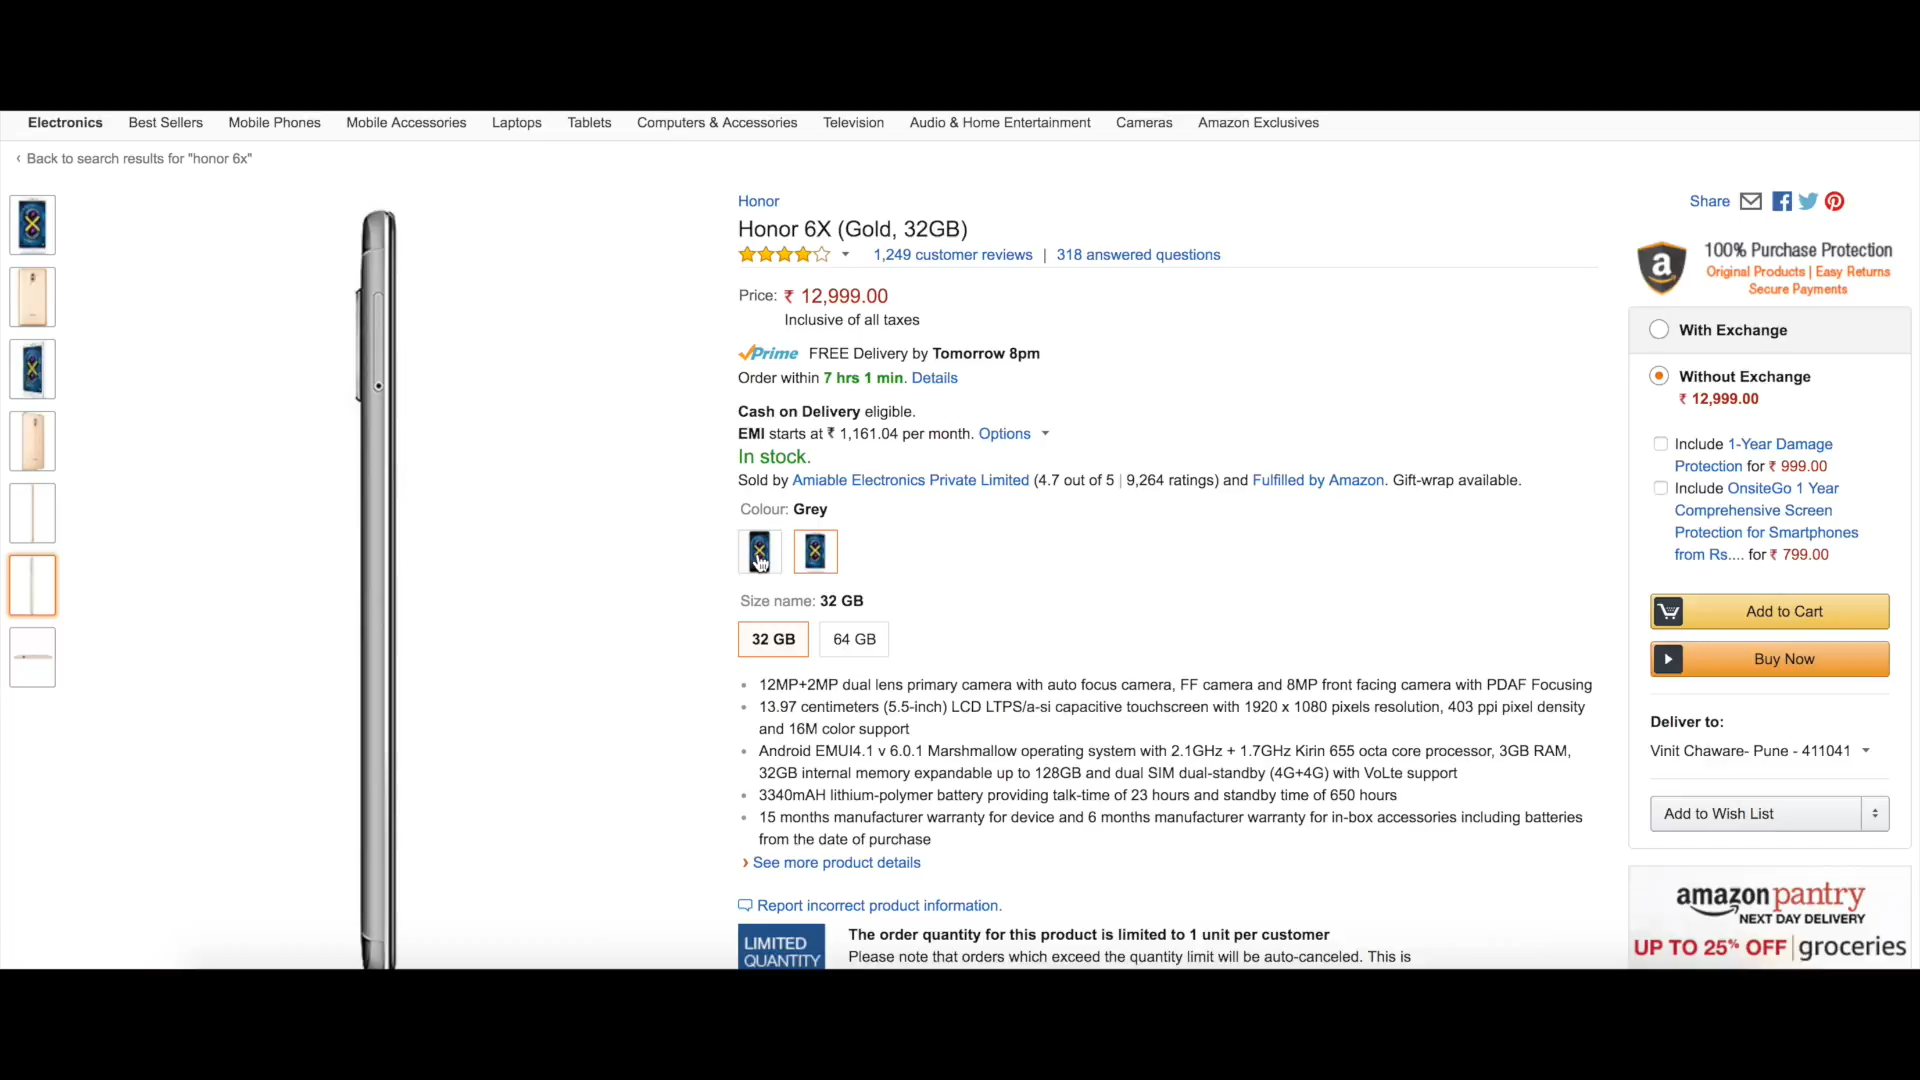 Electronics Best Sellers Mobile Phones Mobile Accessories Laptops Tablets Computers & Accessories Television Audio & Home Entertainment Cameras Amazon Exclusives
‹ Back to search results for "honor 6x"
Honor
Honor 6X (Gold, 32GB)
1,249 customer reviews | 318 answered questions
Price: ₹ 12,999.00
Inclusive of all taxes
Prime FREE Delivery by Tomorrow 8pm
Order within 7 hrs 1 min. Details
Cash on Delivery eligible.
EMI starts at ₹ 1,161.04 per month. Options
In stock.
Sold by Amiable Electronics Private Limited (4.7 out of 5 | 9,264 ratings) and Fulfilled by Amazon. Gift-wrap available.
Colour: Grey
Size name: 32 GB
32 GB 64 GB
• 12MP+2MP dual lens primary camera with auto focus camera, FF camera and 8MP front facing camera with PDAF Focusing
• 13.97 centimeters (5.5-inch) LCD LTPS/a-si capacitive touchscreen with 1920 x 1080 pixels resolution, 403 ppi pixel density
and 16M color support
• Android EMUI4.1 v 6.0.1 Marshmallow operating system with 2.1GHz + 1.7GHz Kirin 655 octa core processor, 3GB RAM,
32GB internal memory expandable up to 128GB and dual SIM dual-standby (4G+4G) with VoLte support
• 3340mAH lithium-polymer battery providing talk-time of 23 hours and standby time of 650 hours
• 15 months manufacturer warranty for device and 6 months manufacturer warranty for in-box accessories including batteries
from the date of purchase
› See more product details
Report incorrect product information.
LIMITED
QUANTITY
The order quantity for this product is limited to 1 unit per customer
Please note that orders which exceed the quantity limit will be auto-canceled. This is
Share
100% Purchase Protection
Original Products | Easy Returns
Secure Payments
With Exchange
Without Exchange
₹ 12,999.00
Include 1-Year Damage
Protection for ₹ 999.00
Include OnsiteGo 1 Year
Comprehensive Screen
Protection for Smartphones
from Rs.... for ₹ 799.00
Add to Cart
Buy Now
Deliver to:
Vinit Chaware- Pune - 411041
Add to Wish List
amazon pantry
NEXT DAY DELIVERY
UP TO 25% OFF | groceries